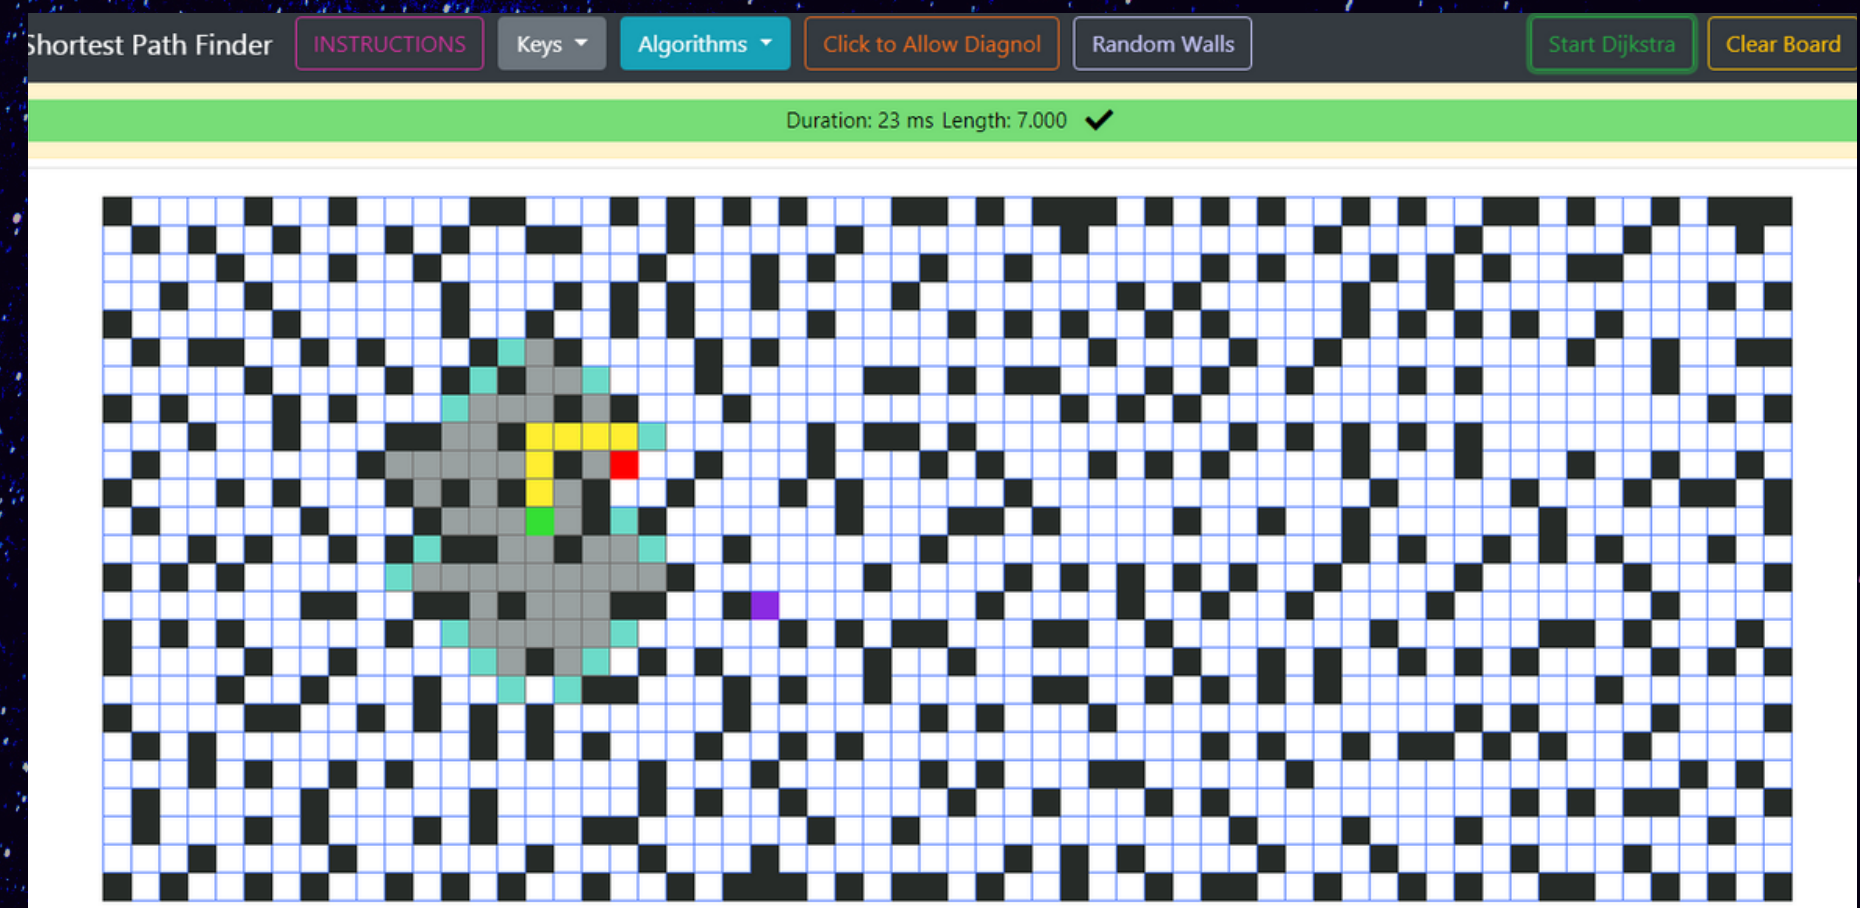 Shortest Path Finder
INSTRUCTIONS
Keys
Algorithms
Click to Allow Diagnol
Random Walls
Start Dijkstra
Clear Board
Duration: 23 ms Length: 7.000